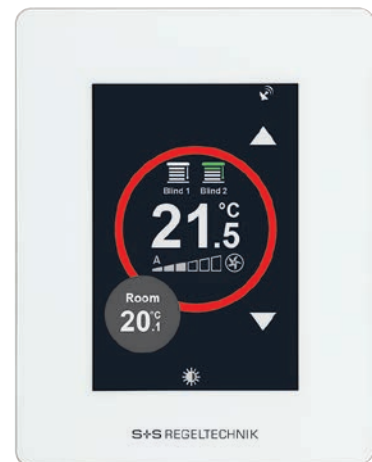 Blind 1 Blind 2
21.5 °C
A
Room
20.1 °C
S+S REGELTECHNIK